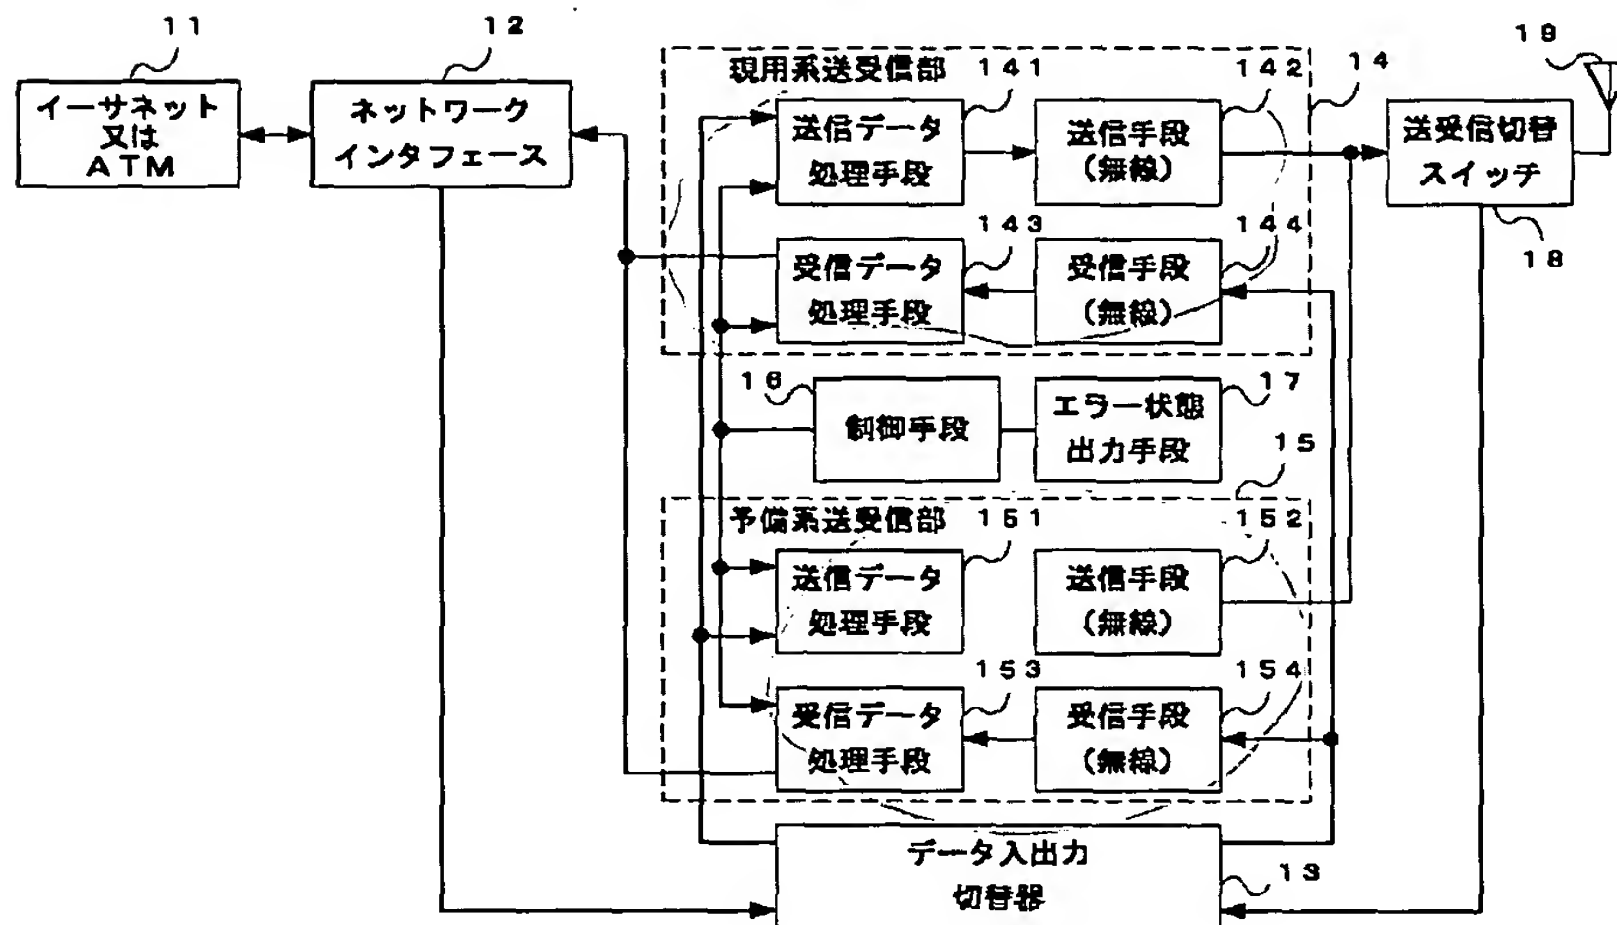 11
12
19
イーサネット
又は
ATM
ネットワーク
インタフェース
現用系送受信部
141
142
14
送信データ
処理手段
送信手段
(無線)
送受信切替
スイッチ
18
143
144
受信データ
処理手段
受信手段
(無線)
16
17
制御手段
エラー状態
出力手段
15
予備系送受信部
151
152
送信データ
処理手段
送信手段
(無線)
153
154
受信データ
処理手段
受信手段
(無線)
データ入出力
切替器
13